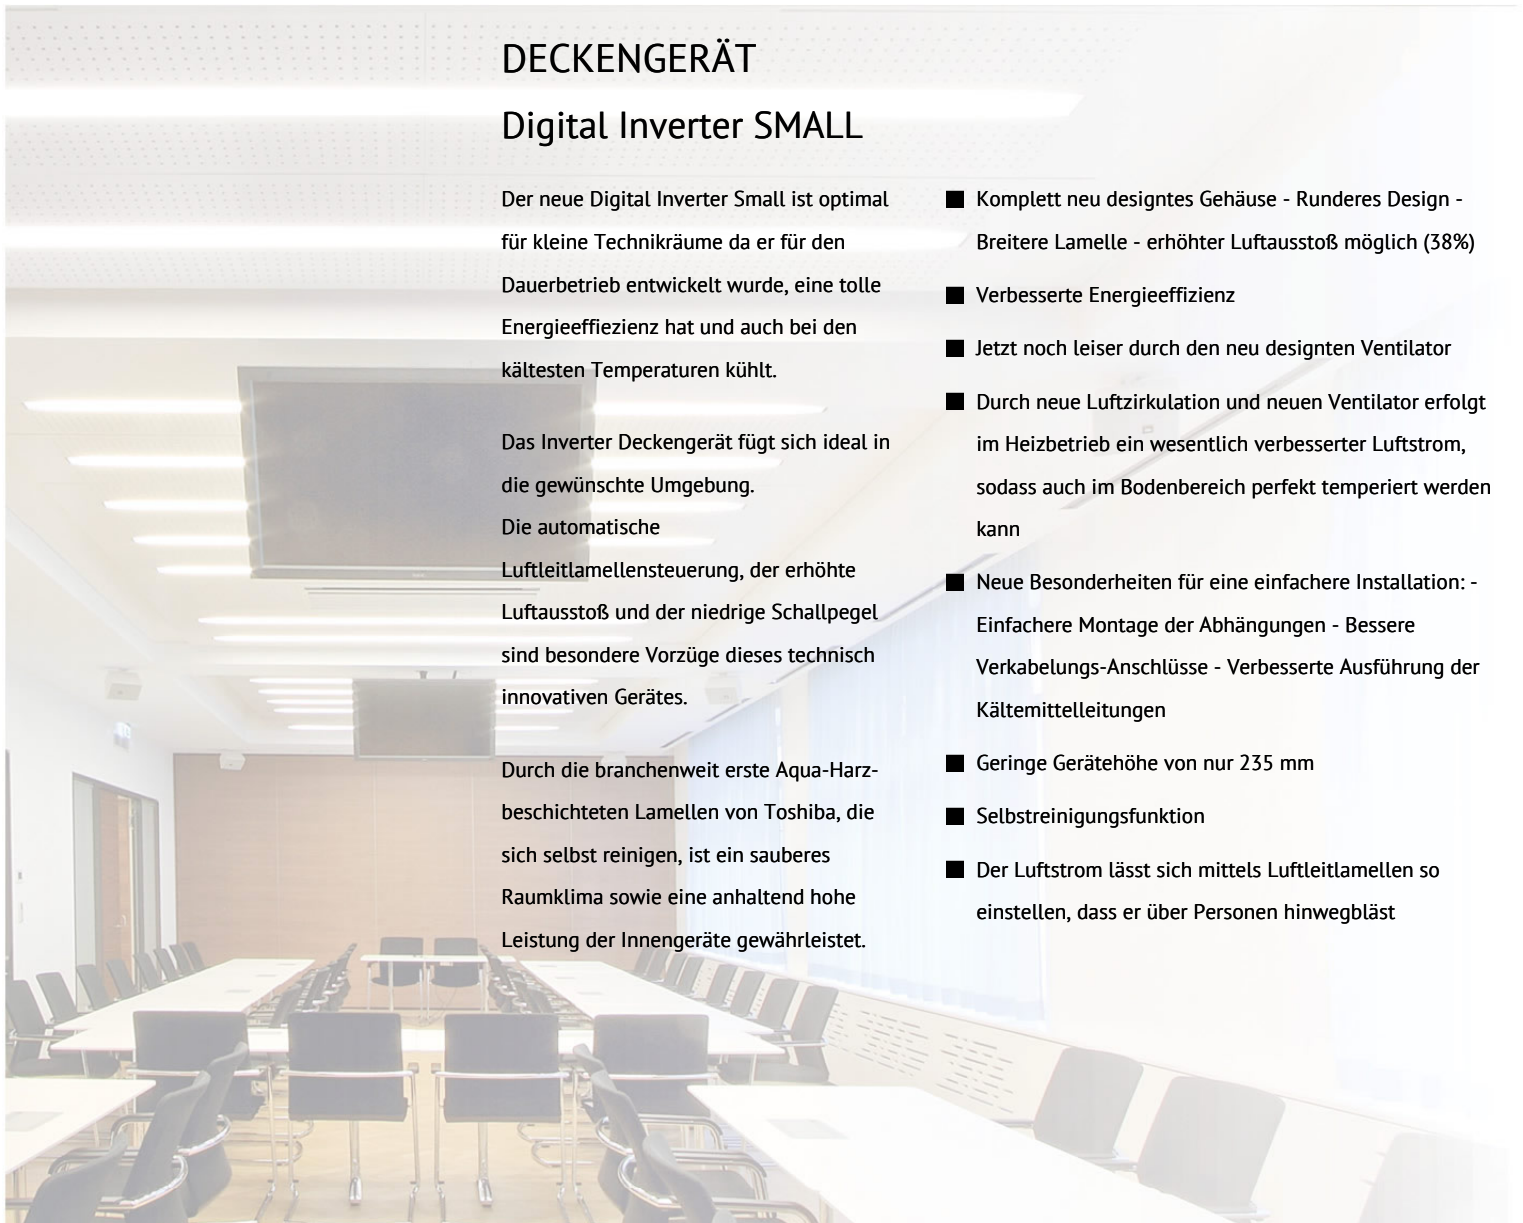 DECKENGERÄT
Digital Inverter SMALL
Der neue Digital Inverter Small ist optimal
für kleine Technikräume da er für den
Dauerbetrieb entwickelt wurde, eine tolle
Energieeffiezienz hat und auch bei den
kältesten Temperaturen kühlt.
Das Inverter Deckengerät fügt sich ideal in
die gewünschte Umgebung.
Die automatische
Luftleitlamellensteuerung, der erhöhte
Luftausstoß und der niedrige Schallpegel
sind besondere Vorzüge dieses technisch
innovativen Gerätes.
Durch die branchenweit erste Aqua-Harz-
beschichteten Lamellen von Toshiba, die
sich selbst reinigen, ist ein sauberes
Raumklima sowie eine anhaltend hohe
Leistung der Innengeräte gewährleistet.
■ Komplett neu designtes Gehäuse - Runderes Design -
Breitere Lamelle - erhöhter Luftausstoß möglich (38%)
■ Verbesserte Energieeffizienz
■ Jetzt noch leiser durch den neu designten Ventilator
■ Durch neue Luftzirkulation und neuen Ventilator erfolgt
im Heizbetrieb ein wesentlich verbesserter Luftstrom,
sodass auch im Bodenbereich perfekt temperiert werden
kann
■ Neue Besonderheiten für eine einfachere Installation: -
Einfachere Montage der Abhängungen - Bessere
Verkabelungs-Anschlüsse - Verbesserte Ausführung der
Kältemittelleitungen
■ Geringe Gerätehöhe von nur 235 mm
■ Selbstreinigungsfunktion
■ Der Luftstrom lässt sich mittels Luftleitlamellen so
einstellen, dass er über Personen hinwegbläst